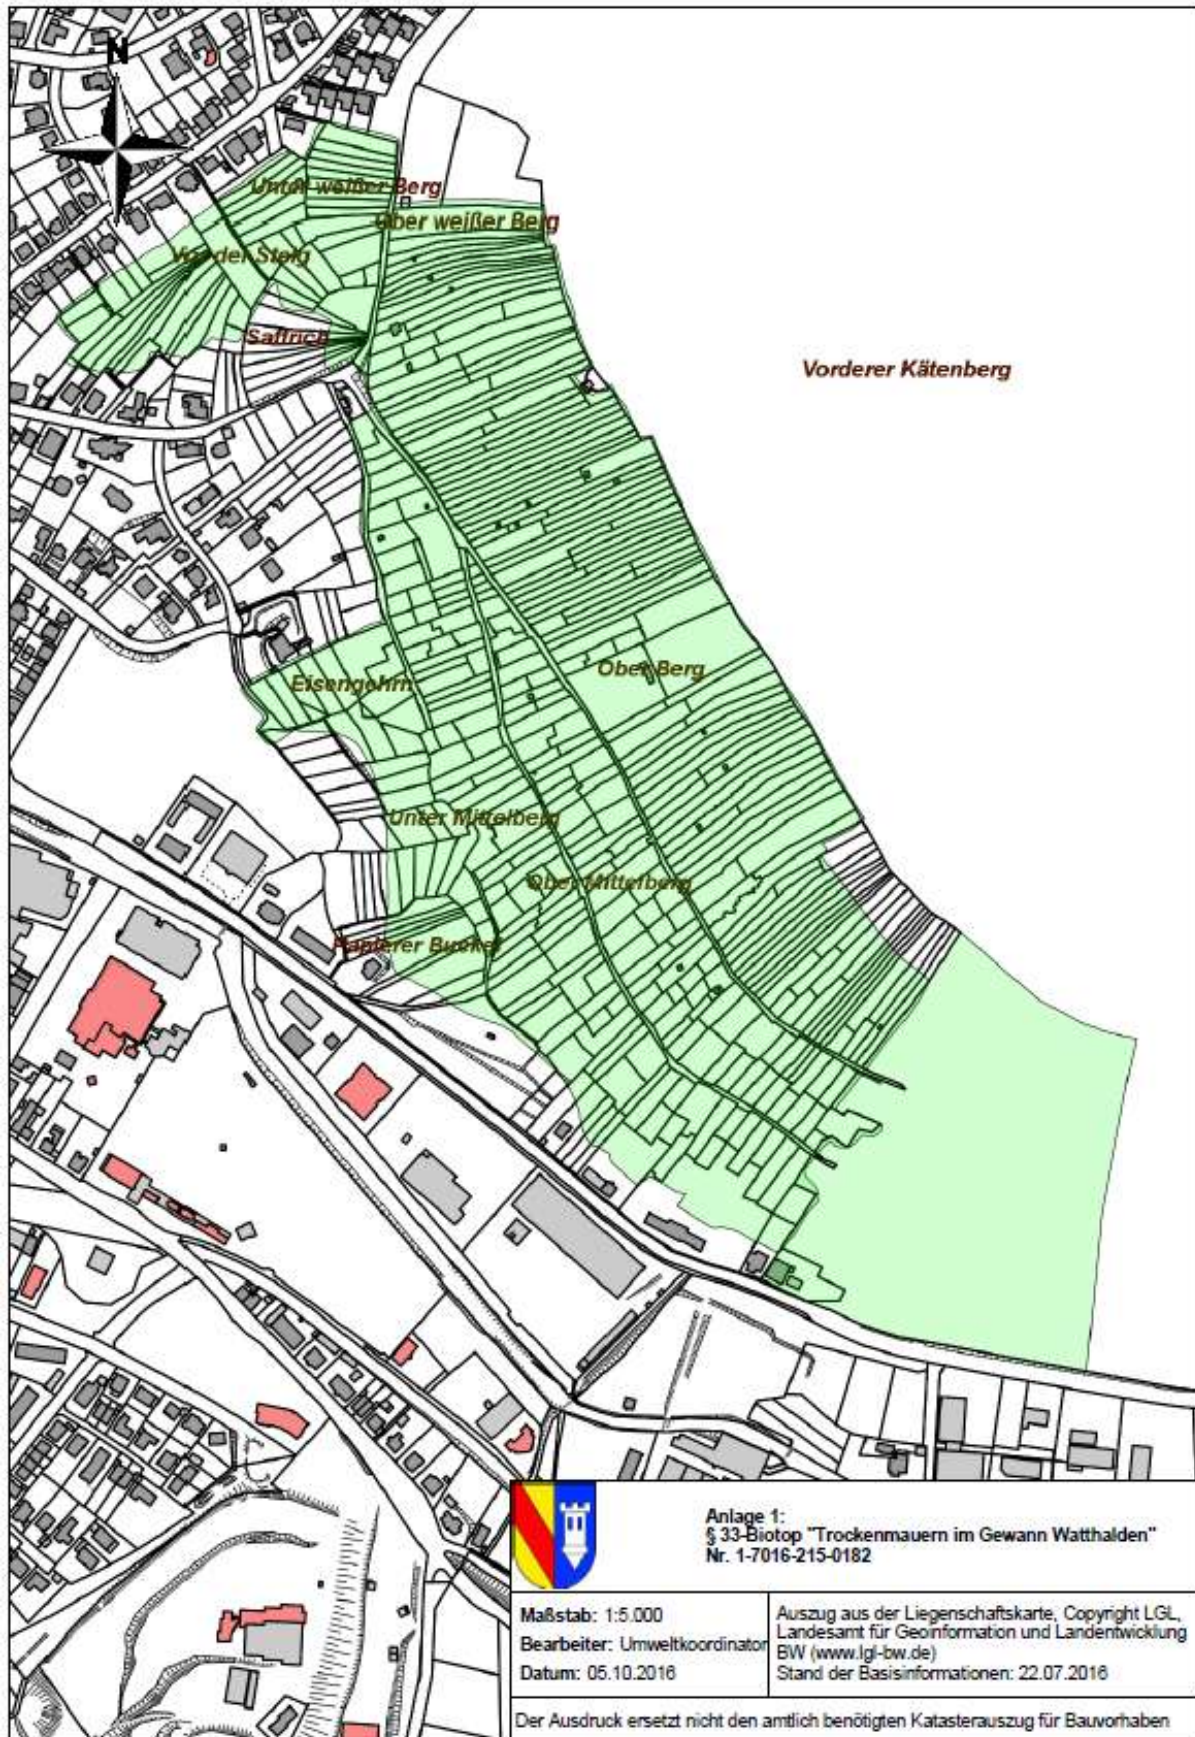 N
Unter weißer Berg
Ober weißer Berg
Vor der Steig
Saffrich
Vorderer Kätenberg
Ober Berg
Eisengehrn
Unter Mittelberg
Ober Mittelberg
Anlage 1:
§ 33-Biotop "Trockenmauern im Gewann Watthalden"
Nr. 1-7016-215-0182
Maßstab: 1:5.000
Bearbeiter: Umweltkoordinator
Datum: 05.10.2016
Auszug aus der Liegenschaftskarte, Copyright LGL,
Landesamt für Geoinformation und Landentwicklung
BW (www.lgl-bw.de)
Stand der Basisinformationen: 22.07.2016
Der Ausdruck ersetzt nicht den amtlich benötigten Katasterauszug für Bauvorhaben